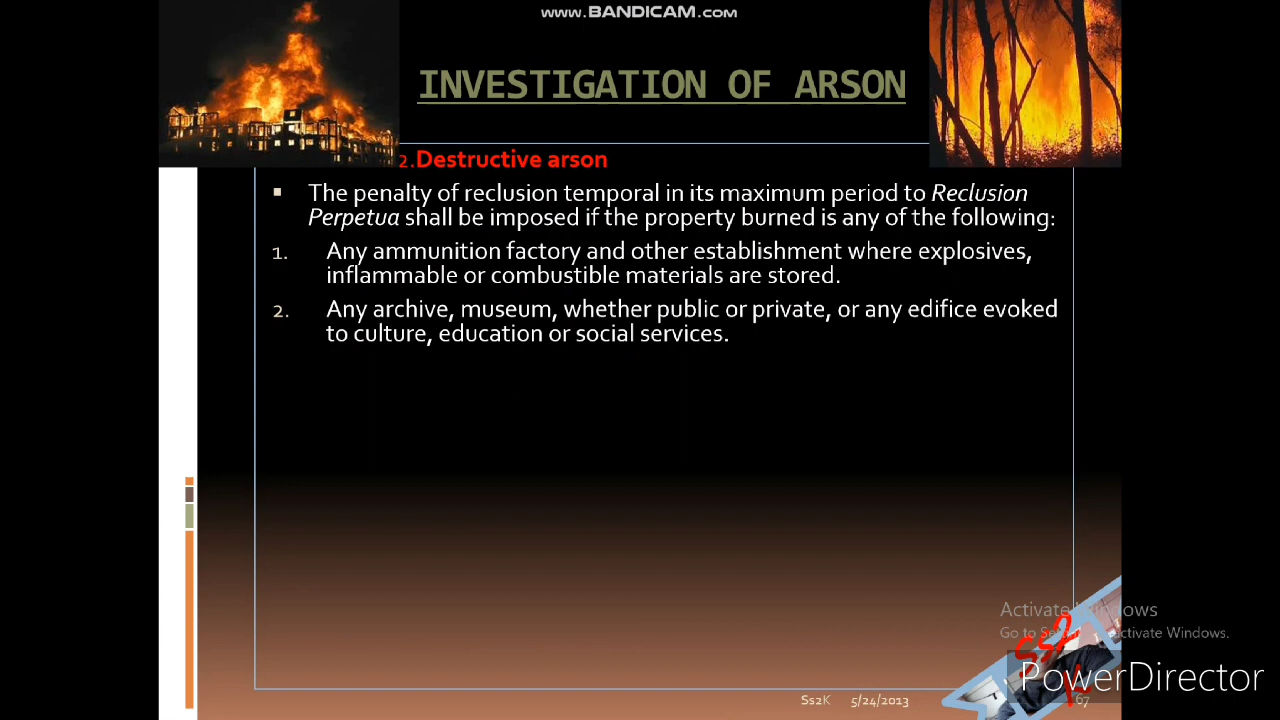 www.BANDICAM.com
INVESTIGATION OF ARSON
2.Destructive arson
▪ The penalty of reclusion temporal in its maximum period to Reclusion
Perpetua shall be imposed if the property burned is any of the following:
1. Any ammunition factory and other establishment where explosives,
inflammable or combustible materials are stored.
2. Any archive, museum, whether public or private, or any edifice evoked
to culture, education or social services.
Activate Windows
Go to activate Windows.
PowerDirector
Ss2K 5/24/2013 67